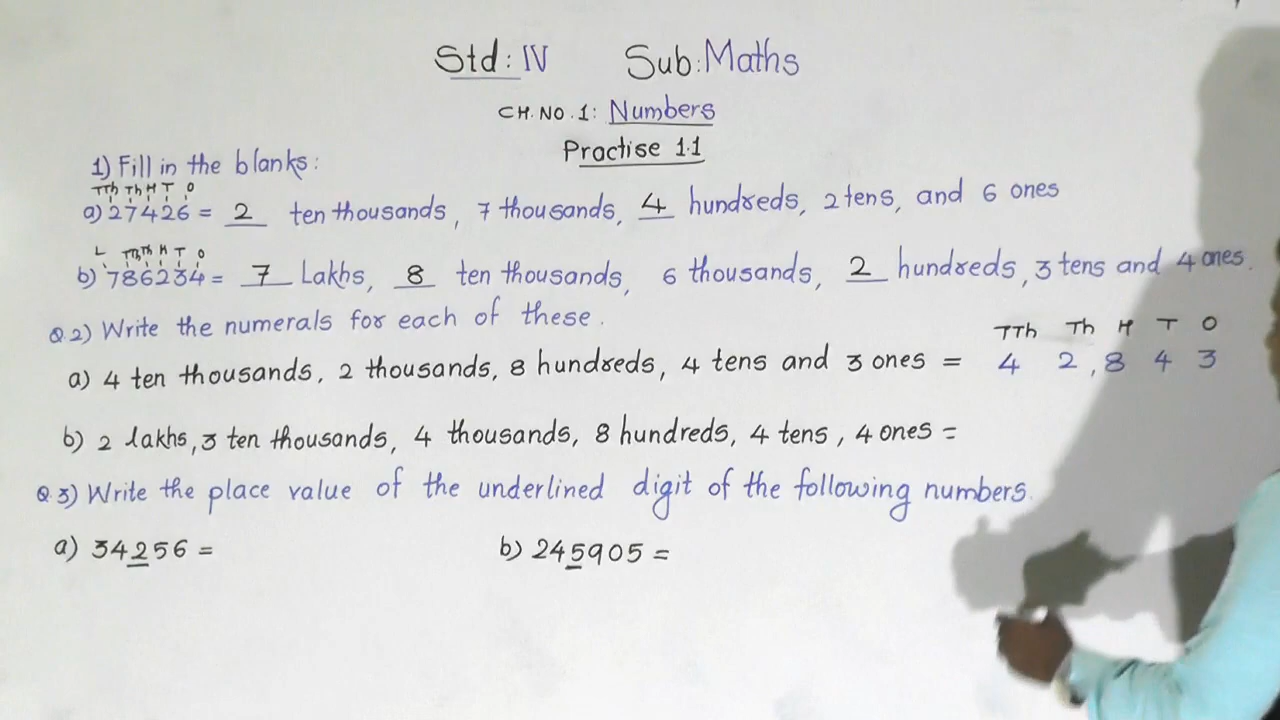 Std: IV Sub: Maths
CH. NO. 1: Numbers
Practise 1.1
1) Fill in the blanks:
TTh Th H T O
a) 27426 = 2 ten thousands, 7 thousands, 4 hundreds, 2 tens, and 6 ones
L TTh Th H T O
b) 786234 = 7 Lakhs, 8 ten thousands, 6 thousands, 2 hundreds, 3 tens and 4 ones.
Q.2) Write the numerals for each of these.
TTh Th H T O
a) 4 ten thousands, 2 thousands, 8 hundreds, 4 tens and 3 ones = 4 2,8 4 3
b) 2 lakhs, 3 ten thousands, 4 thousands, 8 hundreds, 4 tens, 4 ones =
Q.3) Write the place value of the underlined digit of the following numbers.
a) 34256 = b) 245905 =